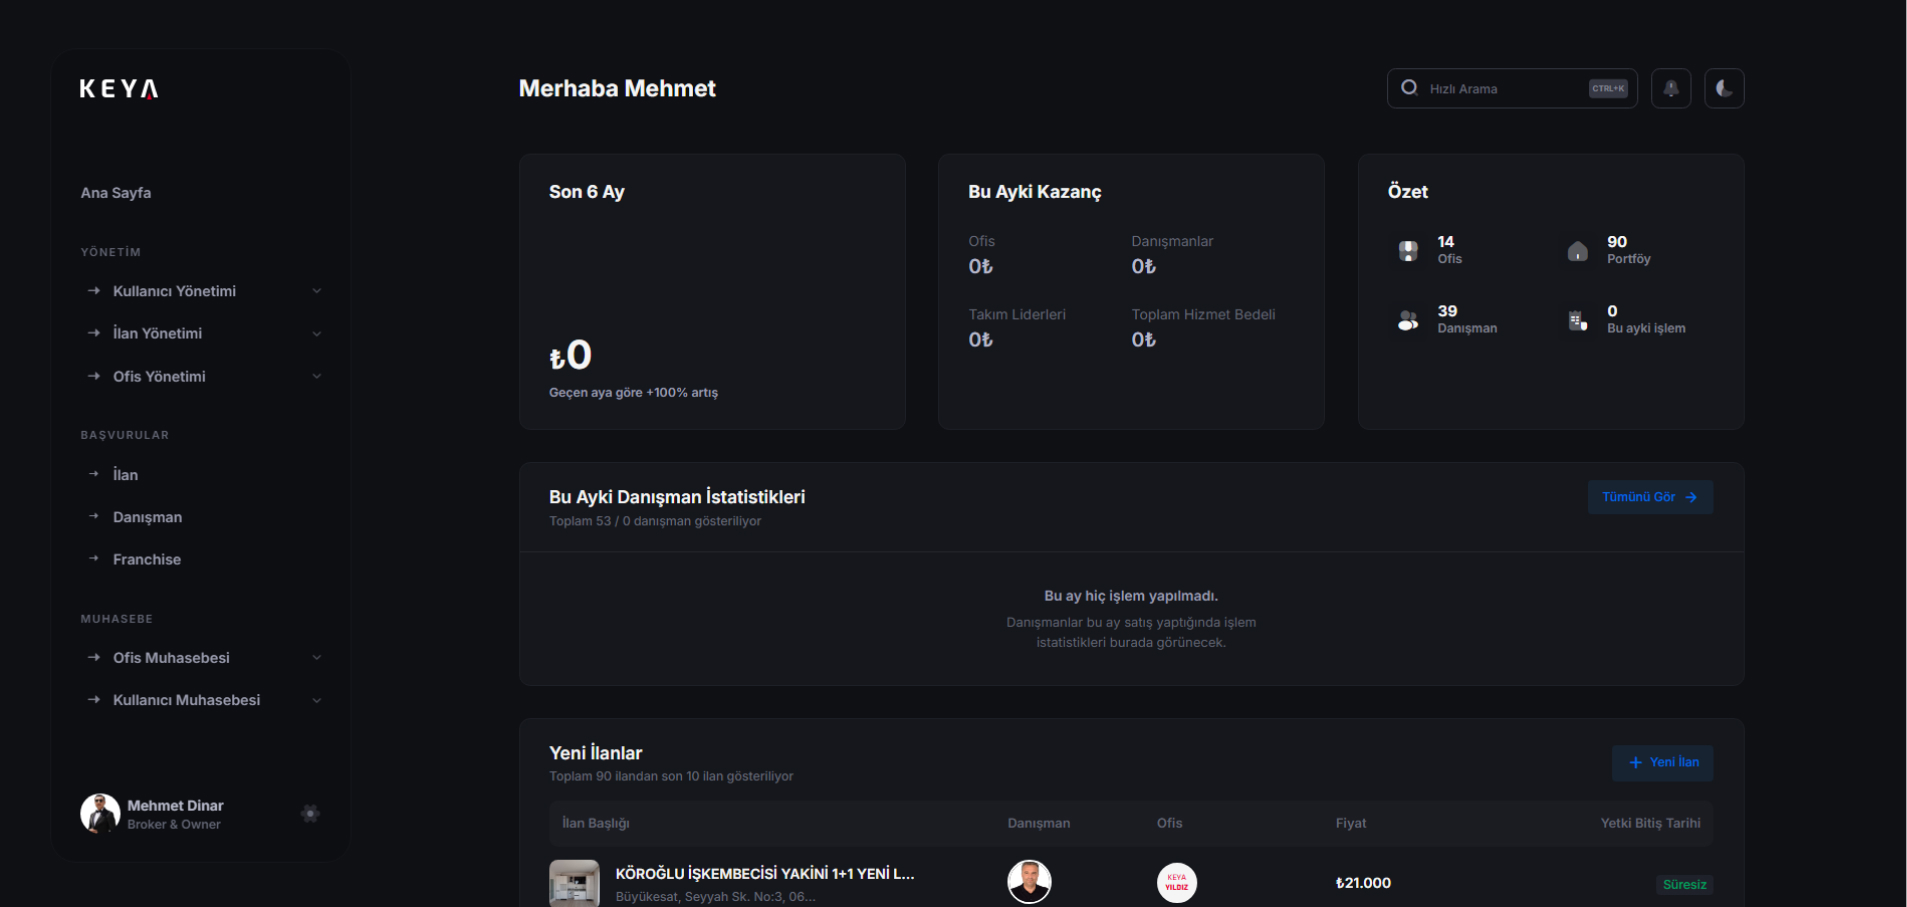 KEYA
Ana Sayfa
YÖNETİM
Kullanıcı Yönetimi
İlan Yönetimi
Ofis Yönetimi
BAŞVURULAR
İlan
Danışman
Franchise
MUHASEBE
Ofis Muhasebesi
Kullanıcı Muhasebesi
Mehmet Dinar
Broker & Owner
Merhaba Mehmet
Hızlı Arama
CTRL+K
Son 6 Ay
₺0
Geçen aya göre +100% artış
Bu Ayki Kazanç
Ofis
0₺
Danışmanlar
0₺
Takım Liderleri
0₺
Toplam Hizmet Bedeli
0₺
Özet
14
Ofis
90
Portföy
39
Danışman
0
Bu ayki işlem
Bu Ayki Danışman İstatistikleri
Toplam 53 / 0 danışman gösteriliyor
Tümünü Gör
Bu ay hiç işlem yapılmadı.
Danışmanlar bu ay satış yaptığında işlem
istatistikleri burada görünecek.
Yeni İlanlar
Toplam 90 ilandan son 10 ilan gösteriliyor
Yeni İlan
İlan Başlığı
Danışman
Ofis
Fiyat
Yetki Bitiş Tarihi
KÖROĞLU İŞKEMBECİSİ YAKİNİ 1+1 YENİ L...
Büyükesat, Seyyah Sk. No:3, 06...
KEYA
YILDIZ
₺21.000
Süresiz